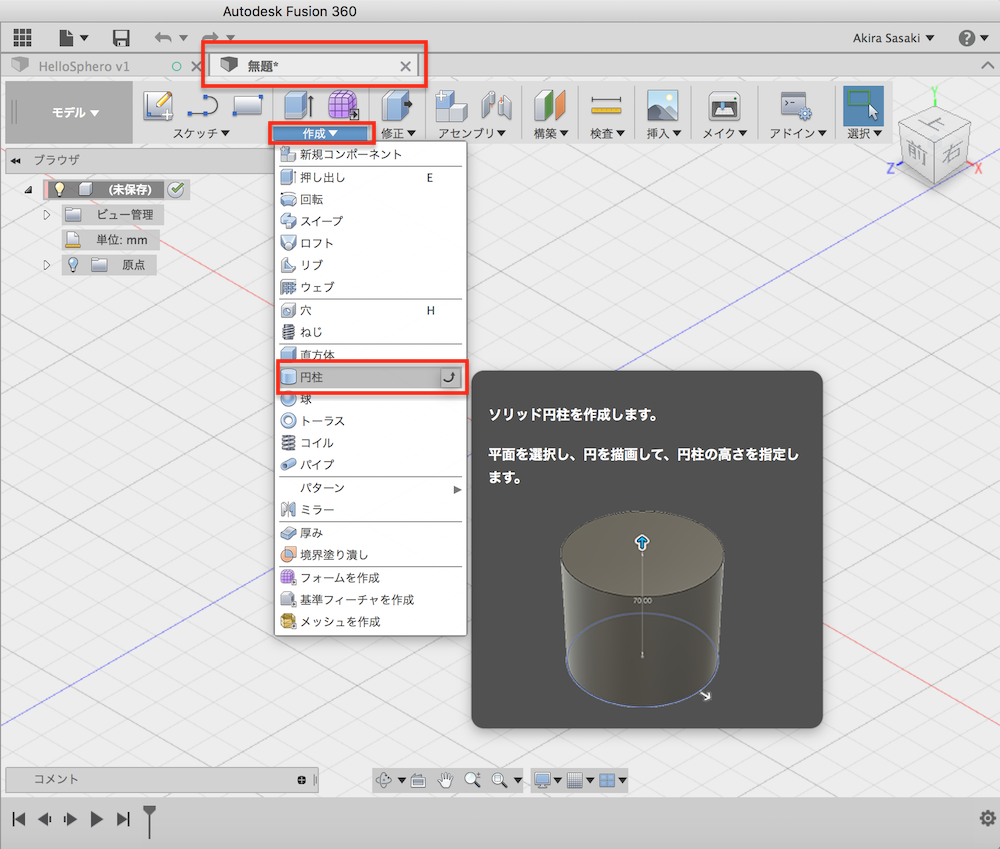 Autodesk Fusion 360
Akira Sasaki
HelloSphero v1
無題*
モデル
スケッチ
作成
修正
アセンブリ
構築
検査
挿入
メイク
アドイン
選択
上
前
右
Y
Z
X
ブラウザ
(未保存)
ビュー管理
単位: mm
原点
新規コンポーネント
押し出し E
回転
スイープ
ロフト
リブ
ウェブ
穴 H
ねじ
直方体
円柱
球
トーラス
コイル
パイプ
パターン
ミラー
厚み
境界塗り潰し
フォームを作成
基準フィーチャを作成
メッシュを作成
ソリッド円柱を作成します。
平面を選択し、円を描画して、円柱の高さを指定し
ます。
70.00
コメント